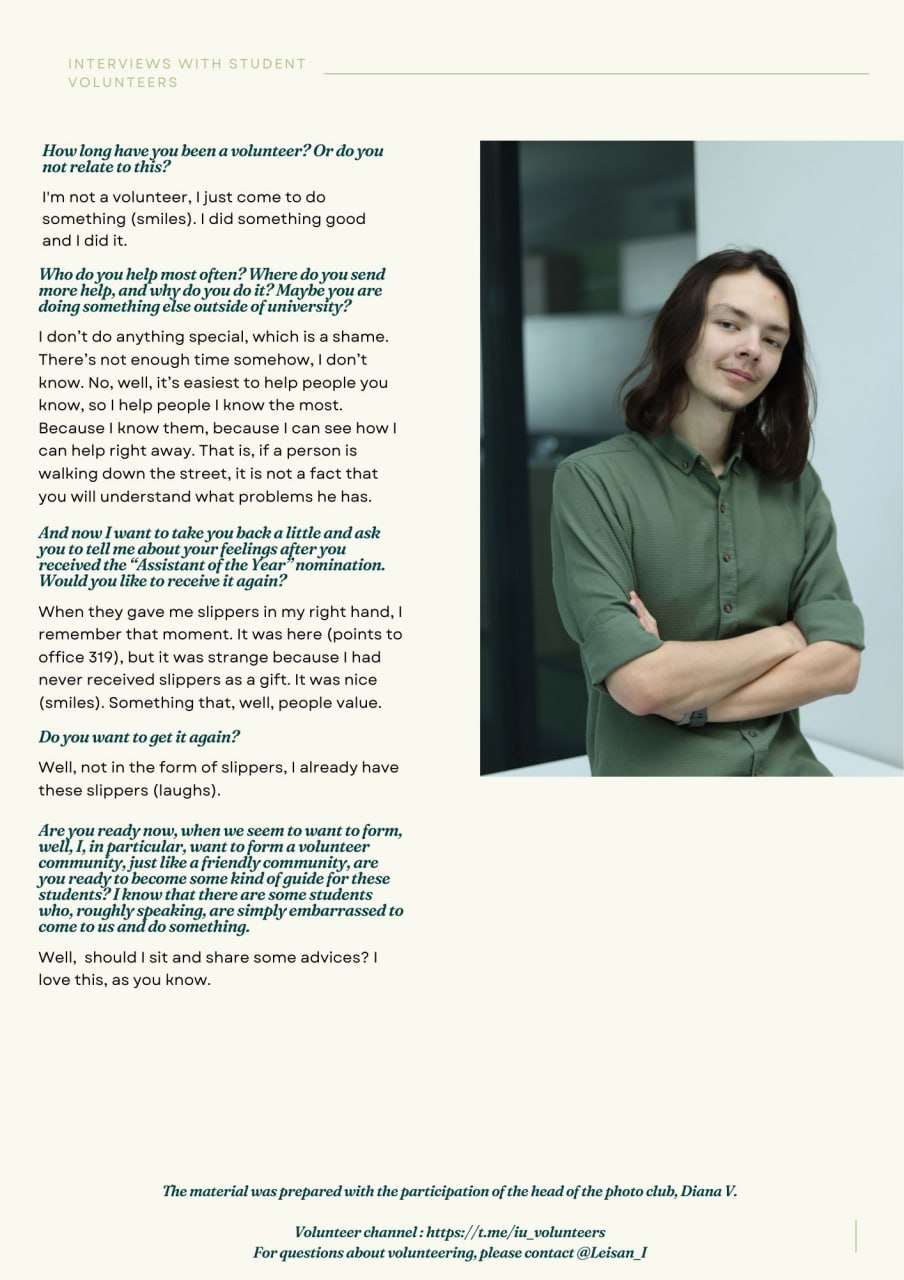 INTERVIEWS WITH STUDENT
VOLUNTEERS
How long have you been a volunteer? Or do you
not relate to this?
I'm not a volunteer, I just come to do
something (smiles). I did something good
and I did it.
Who do you help most often? Where do you send
more help, and why do you do it? Maybe you are
doing something else outside of university?
I don't do anything special, which is a shame.
There's not enough time somehow, I don't
know. No, well, it's easiest to help people you
know, so I help people I know the most.
Because I know them, because I can see how I
can help right away. That is, if a person is
walking down the street, it is not a fact that
you will understand what problems he has.
And now I want to take you back a little and ask
you to tell me about your feelings after you
received the “Assistant of the Year” nomination.
Would you like to receive it again?
When they gave me slippers in my right hand, I
remember that moment. It was here (points to
office 319), but it was strange because I had
never received slippers as a gift. It was nice
(smiles). Something that, well, people value.
Do you want to get it again?
Well, not in the form of slippers, I already have
these slippers (laughs).
Are you ready now, when we seem to want to form,
well, I, in particular, want to form a volunteer
community, just like a friendly community, are
you ready to become some kind of guide for these
students? I know that there are some students
who, roughly speaking, are simply embarrassed to
come to us and do something.
Well,  should I sit and share some advices? I
love this, as you know.
The material was prepared with the participation of the head of the photo club, Diana V.
Volunteer channel : https://t.me/iu_volunteers
For questions about volunteering, please contact @Leisan_I